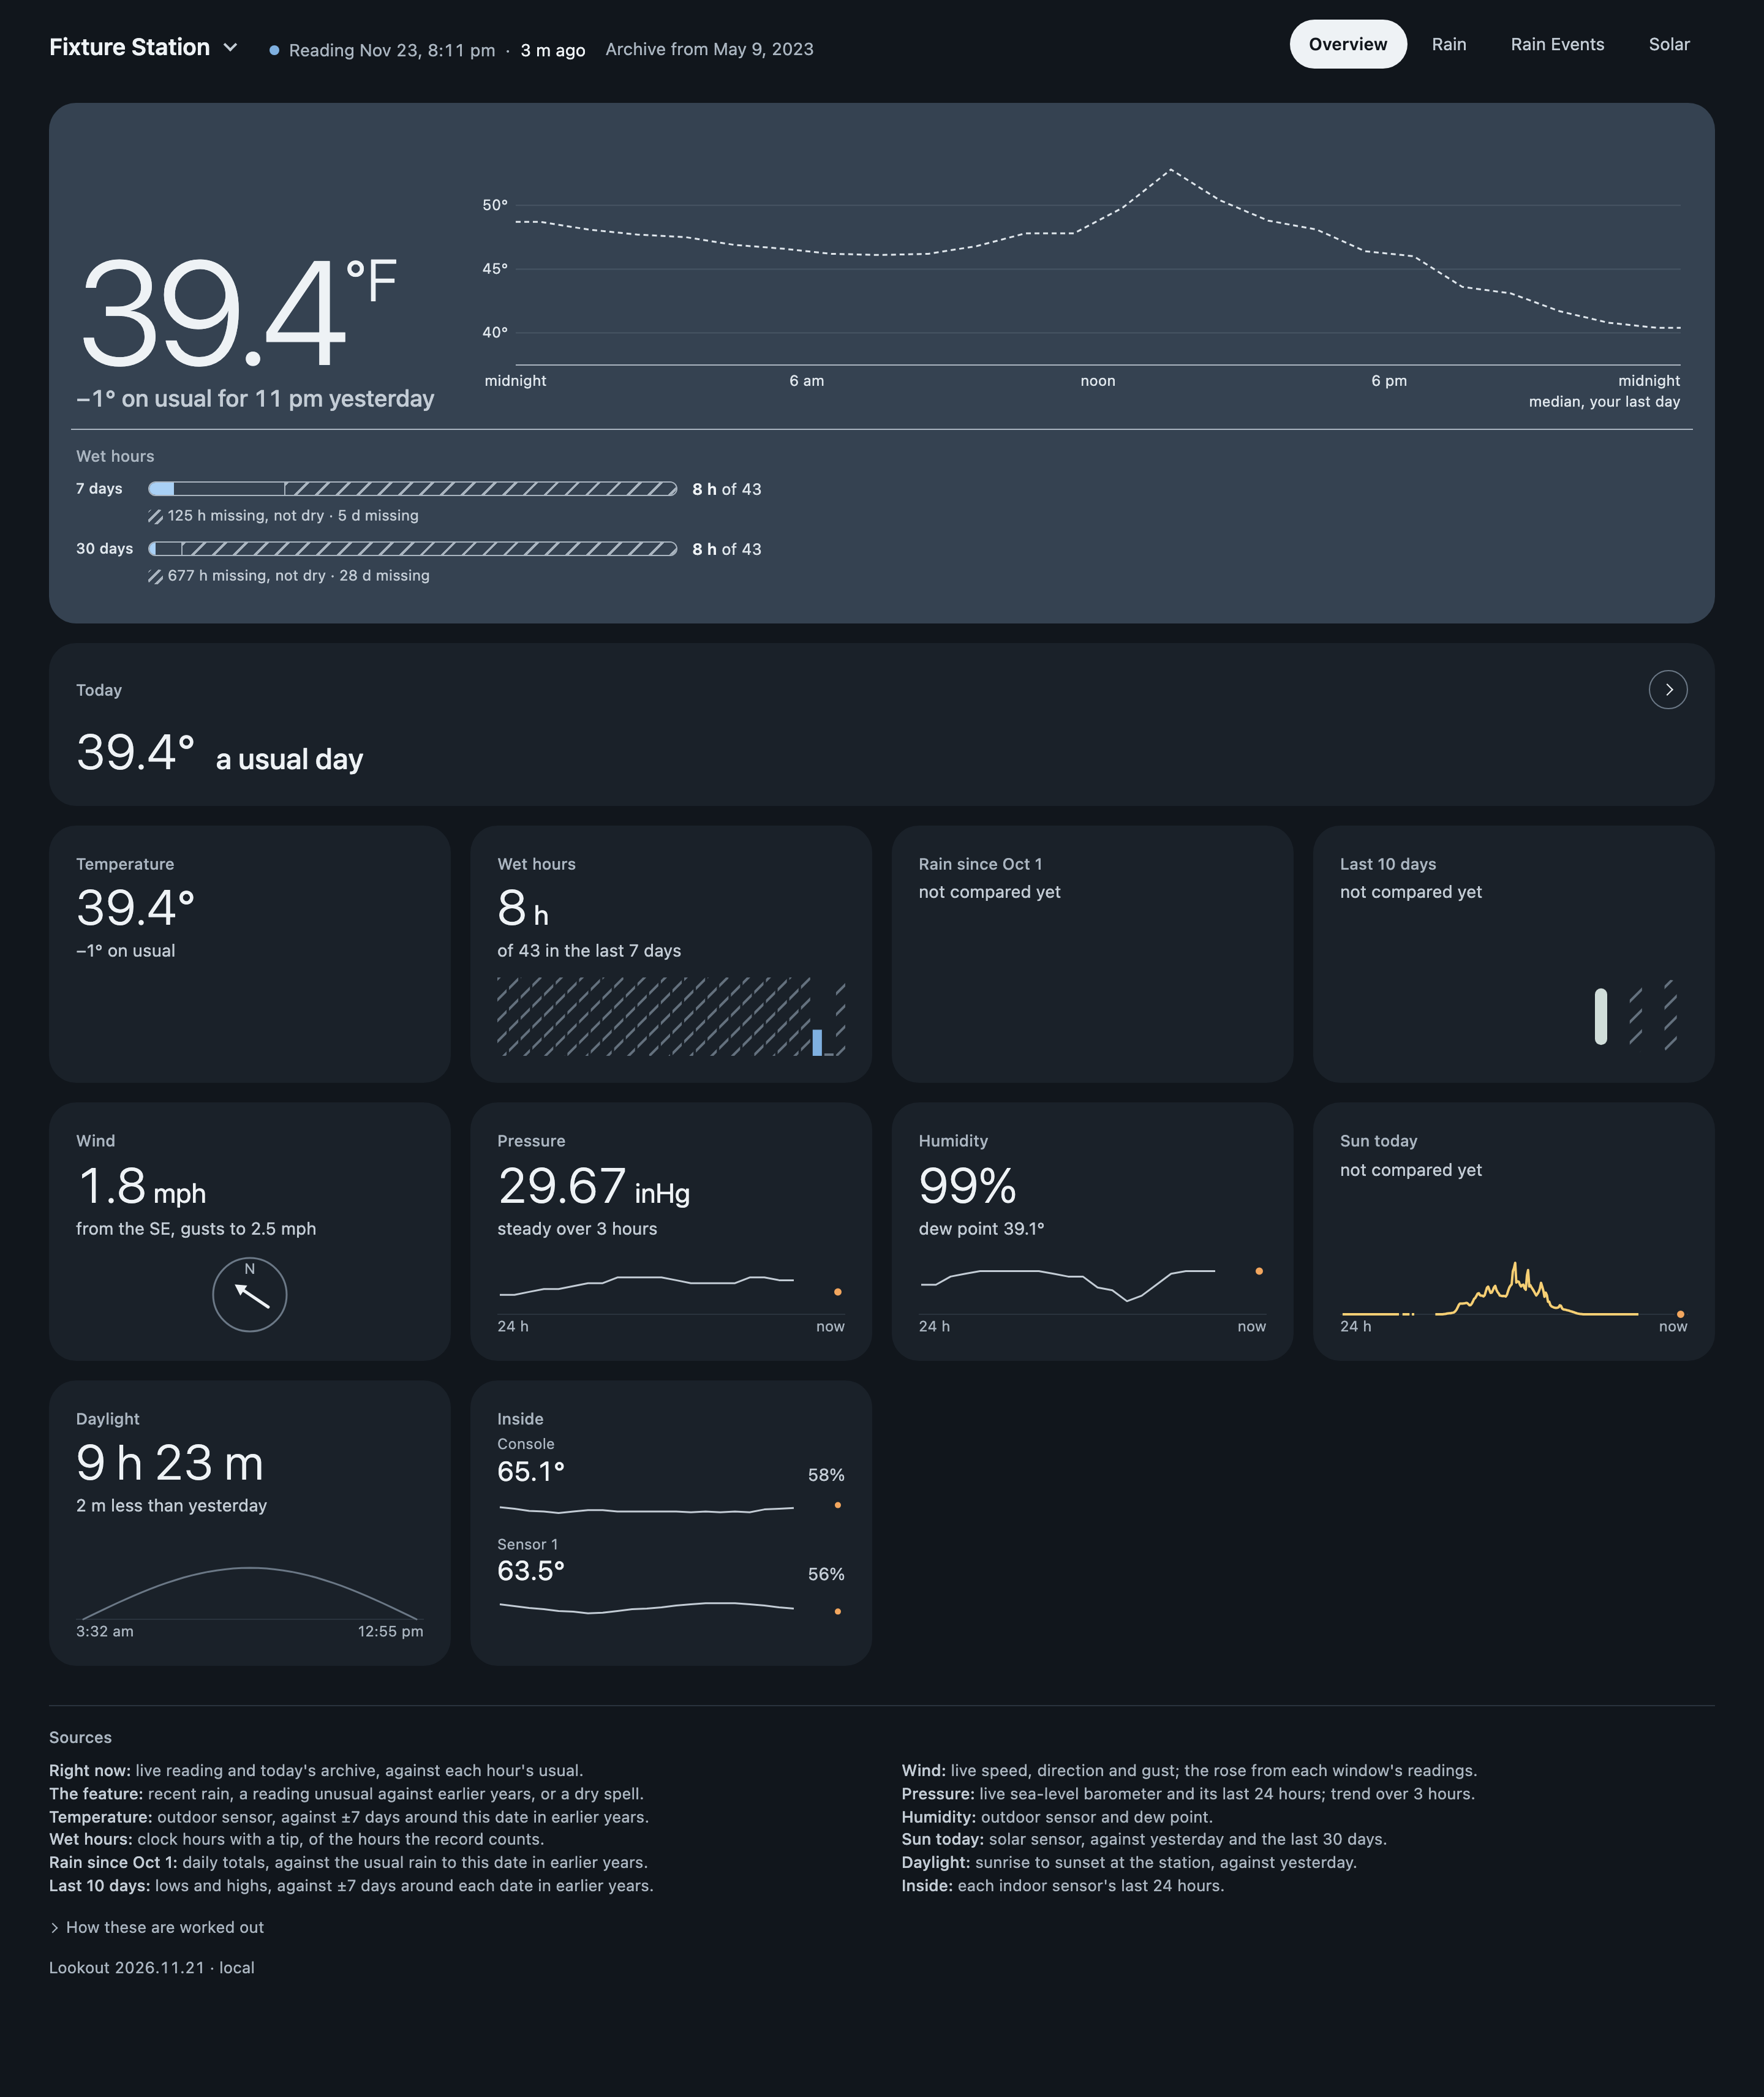 Fixture Station
Reading Nov 23, 8:11 pm · 3 m ago
Archive from May 9, 2023
Overview
Rain
Rain Events
Solar
39.4°F
−1° on usual for 11 pm yesterday
50°
45°
40°
midnight
6 am
noon
6 pm
midnight
median, your last day
Wet hours
7 days
8 h of 43
125 h missing, not dry · 5 d missing
30 days
8 h of 43
677 h missing, not dry · 28 d missing
Today
39.4° a usual day
Temperature
39.4°
−1° on usual
Wet hours
8 h
of 43 in the last 7 days
Rain since Oct 1
not compared yet
Last 10 days
not compared yet
Wind
1.8 mph
from the SE, gusts to 2.5 mph
N
Pressure
29.67 inHg
steady over 3 hours
24 h
now
Humidity
99%
dew point 39.1°
24 h
now
Sun today
not compared yet
24 h
now
Daylight
9 h 23 m
2 m less than yesterday
3:32 am
12:55 pm
Inside
Console
65.1°
58%
Sensor 1
63.5°
56%
Sources
Right now: live reading and today's archive, against each hour's usual.
The feature: recent rain, a reading unusual against earlier years, or a dry spell.
Temperature: outdoor sensor, against ±7 days around this date in earlier years.
Wet hours: clock hours with a tip, of the hours the record counts.
Rain since Oct 1: daily totals, against the usual rain to this date in earlier years.
Last 10 days: lows and highs, against ±7 days around each date in earlier years.
Wind: live speed, direction and gust; the rose from each window's readings.
Pressure: live sea-level barometer and its last 24 hours; trend over 3 hours.
Humidity: outdoor sensor and dew point.
Sun today: solar sensor, against yesterday and the last 30 days.
Daylight: sunrise to sunset at the station, against yesterday.
Inside: each indoor sensor's last 24 hours.
How these are worked out
Lookout 2026.11.21 · local